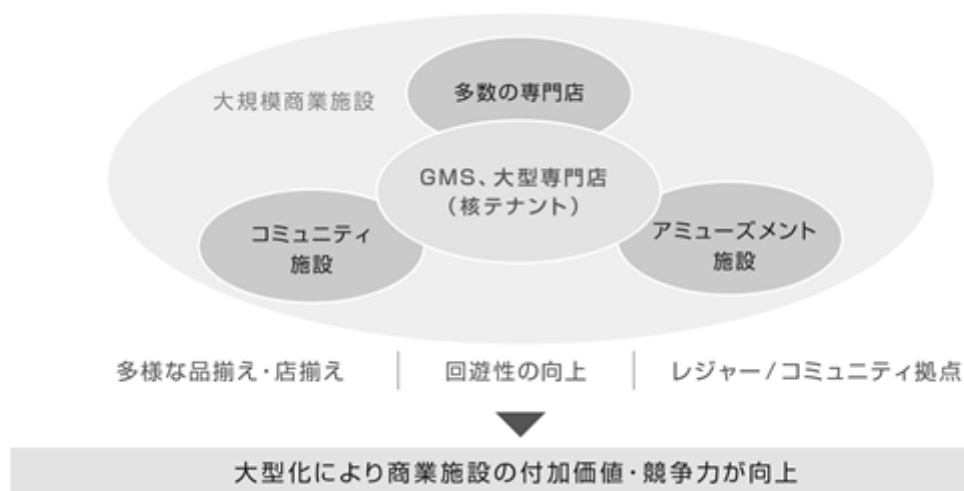 多数の専門店
大規模商業施設
GMS、大型専門店
（核テナント）
コミュニティ
施設
アミューズメント
施設
多様な品揃え・店揃え
回遊性の向上
レジャー/コミュニティ拠点
大型化により商業施設の付加価値・競争力が向上